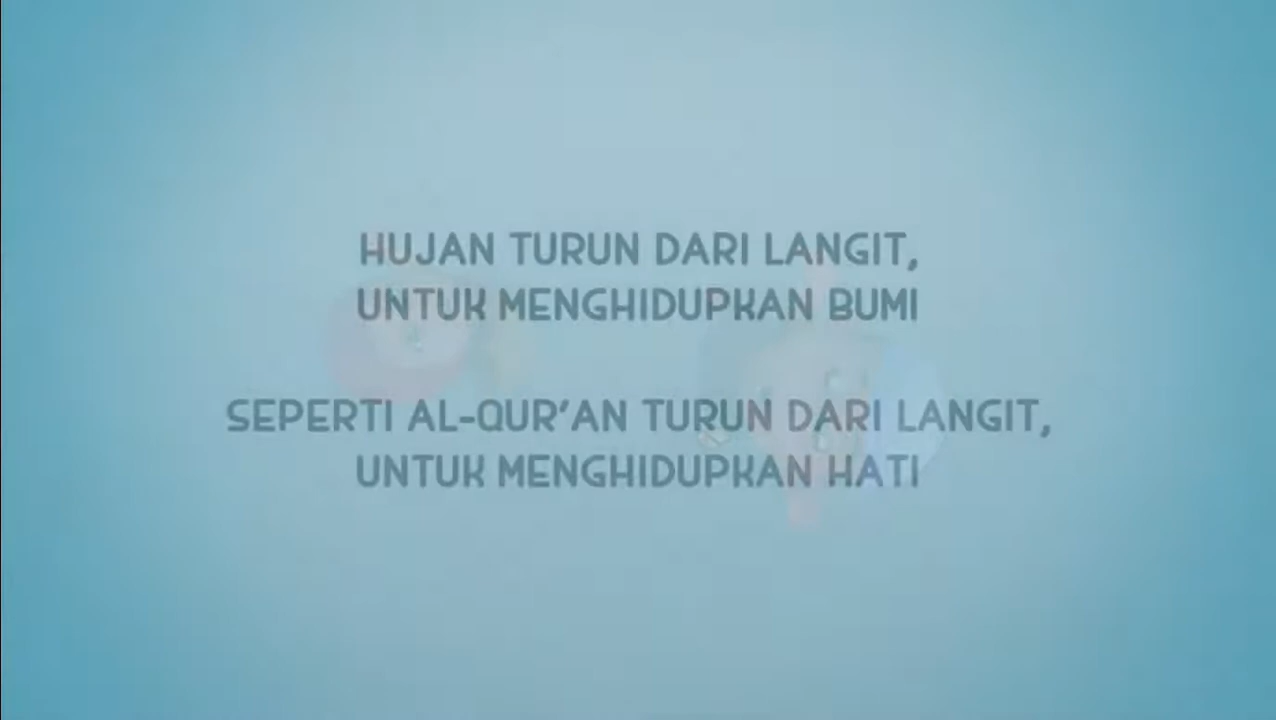 HUJAN TURUN DARI LANGIT,
UNTUK MENGHIDUPKAN BUMI
SEPERTI AL-QUR'AN TURUN DARI LANGIT,
UNTUK MENGHIDUPKAN HATI